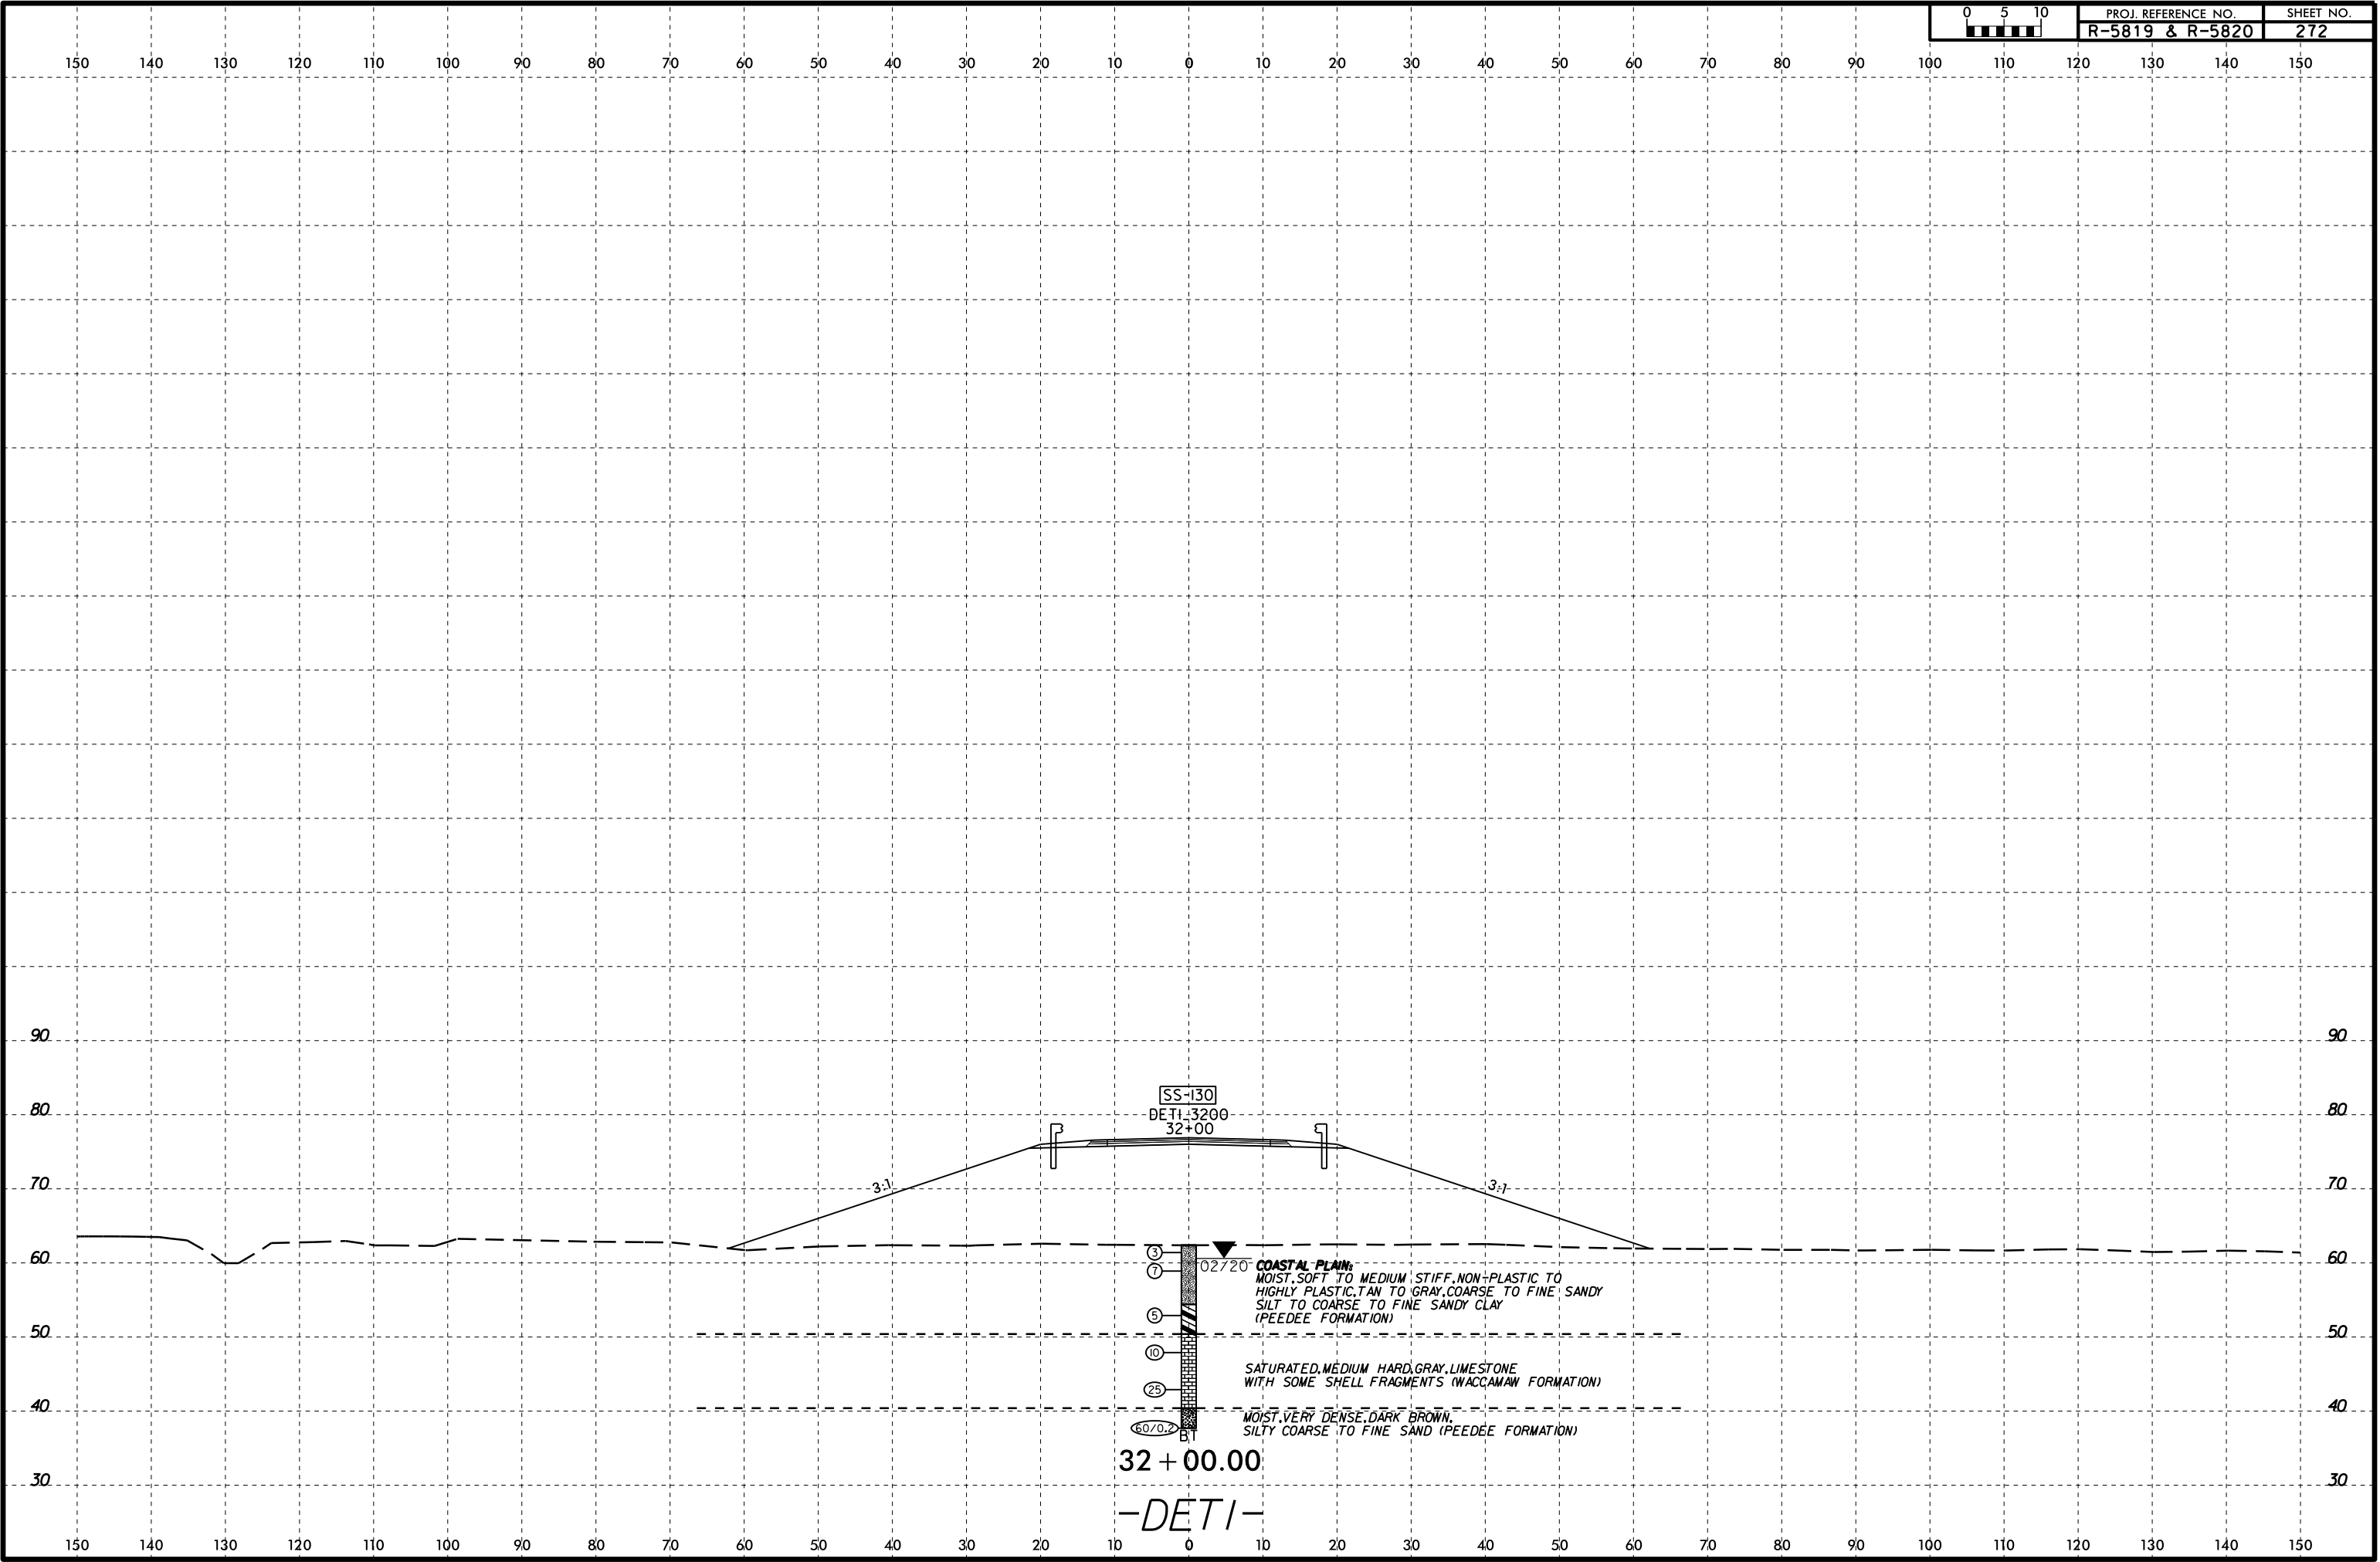 0 5 10
PROJ. REFERENCE NO.
SHEET NO.
R-5819 & R-5820
272
150 140 130 120 110 100 90 80 70 60 50 40 30 20 10 0 10 20 30 40 50 60 70 80 90 100 110 120 130 140 150
90 90
SS-130
80 80
DET1_3200
32+00
70 70
3:1 3:1
60 60
3
7
02/20
COASTAL PLAIN:
MOIST, SOFT TO MEDIUM STIFF, NON-PLASTIC TO
HIGHLY PLASTIC, TAN TO GRAY, COARSE TO FINE SANDY
SILT TO COARSE TO FINE SANDY CLAY
(PEEDEE FORMATION)
5
50 50
10
SATURATED, MEDIUM HARD, GRAY, LIMESTONE
WITH SOME SHELL FRAGMENTS (WACCAMAW FORMATION)
25
40 40
MOIST, VERY DENSE, DARK BROWN,
SILTY COARSE TO FINE SAND (PEEDEE FORMATION)
60/0.2
BT
32+00.00
30 30
-DET1-
150 140 130 120 110 100 90 80 70 60 50 40 30 20 10 0 10 20 30 40 50 60 70 80 90 100 110 120 130 140 150